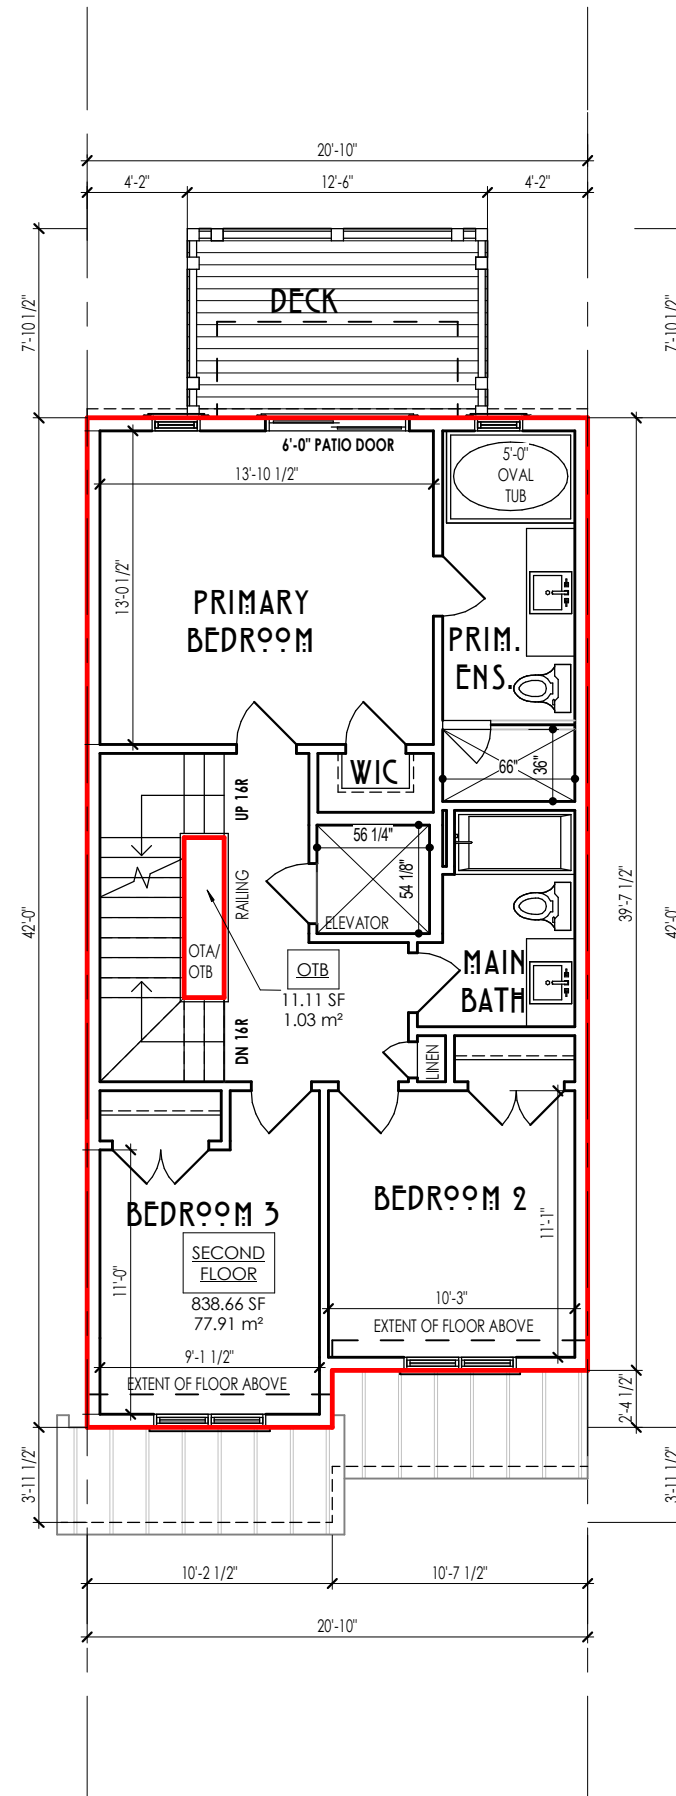 20'-10"
4'-2"
12'-6"
4'-2"
7'-10 1/2"
7'-10 1/2"
DECK
6'-0" PATIO DOOR
13'-10 1/2"
5'-0"
OVAL
TUB
13'-0 1/2"
PRIMARY
BEDROOM
PRIM.
ENS.
WIC
66"
36"
UP 16R
56 1/4"
54 1/8"
RAILING
ELEVATOR
39'-7 1/2"
42'-0"
42'-0"
OTA/
OTB
OTB
11.11 SF
1.03 m²
MAIN
BATH
DN 16R
LINEN
BEDROOM 3
BEDROOM 2
11'-1"
SECOND
FLOOR
838.66 SF
77.91 m²
11'-0"
10'-3"
EXTENT OF FLOOR ABOVE
9'-1 1/2"
EXTENT OF FLOOR ABOVE
2'-4 1/2"
3'-11 1/2"
3'-11 1/2"
10'-2 1/2"
10'-7 1/2"
20'-10"